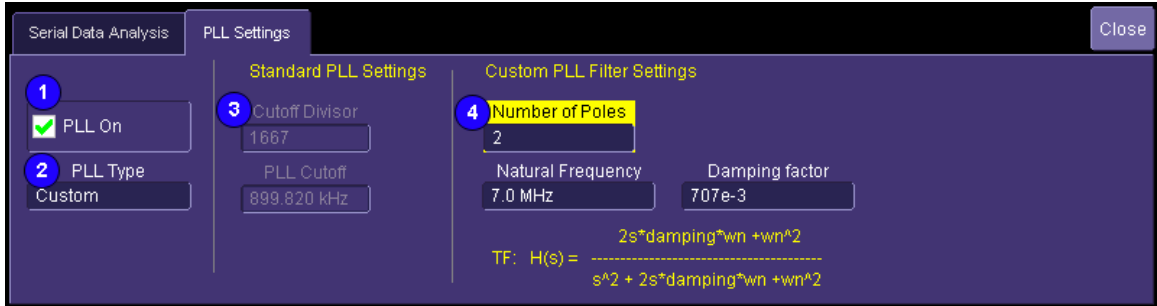 Serial Data Analysis
PLL Settings
Close
1
PLL On
2
PLL Type
Custom
Standard PLL Settings
3
Cutoff Divisor
1667
PLL Cutoff
899.820 kHz
Custom PLL Filter Settings
4
Number of Poles
2
Natural Frequency
7.0 MHz
Damping factor
707e-3
2s*damping*wn +wn^2
TF: H(s) = ----------------------------------------
s^2 + 2s*damping*wn +wn^2